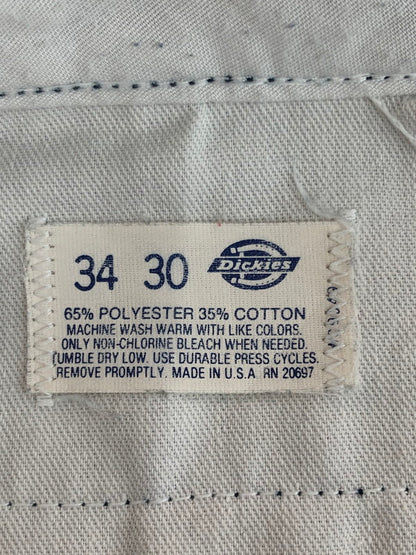 34 30 Dickies
65% POLYESTER 35% COTTON
MACHINE WASH WARM WITH LIKE COLORS.
ONLY NON-CHLORINE BLEACH WHEN NEEDED.
TUMBLE DRY LOW. USE DURABLE PRESS CYCLES.
REMOVE PROMPTLY. MADE IN U.S.A. RN 20697